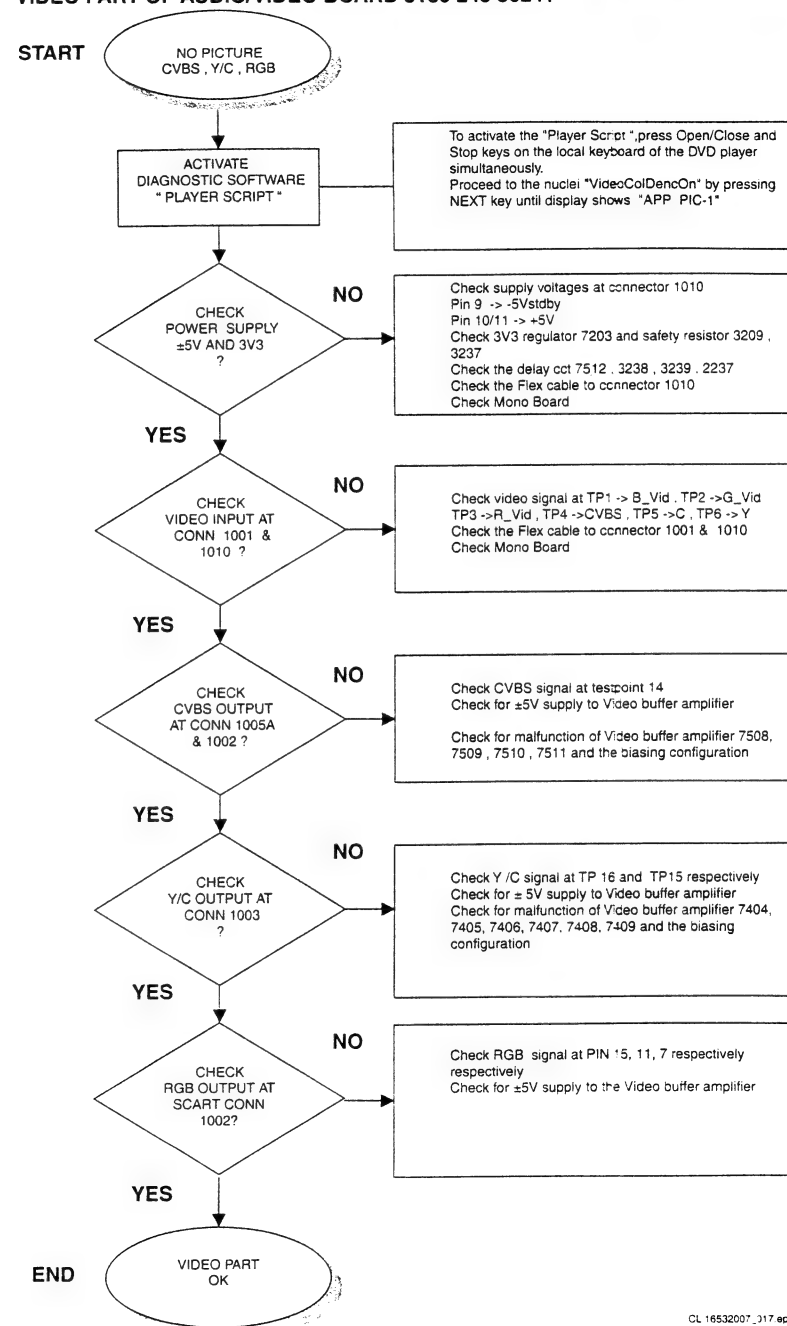 START
NO PICTURE
CVBS , Y/C , RGB
ACTIVATE
DIAGNOSTIC SOFTWARE
" PLAYER SCRIPT "
To activate the "Player Script ",press Open/Close and
Stop keys on the local keyboard of the DVD player
simultaneously.
Proceed to the nuclei "VideoColDencOn" by pressing
NEXT key until display shows "APP PIC-1"
CHECK
POWER SUPPLY
±5V AND 3V3
?
NO
Check supply voltages at connector 1010
Pin 9 -> -5Vstdby
Pin 10/11 -> +5V
Check 3V3 regulator 7203 and safety resistor 3209 ,
3237
Check the delay cct 7512 , 3238 , 3239 . 2237
Check the Flex cable to connector 1010
Check Mono Board
YES
CHECK
VIDEO INPUT AT
CONN 1001 &
1010 ?
NO
Check video signal at TP1 -> B_Vid . TP2 ->G_Vid
TP3 ->R_Vid , TP4 ->CVBS , TP5 ->C , TP6 -> Y
Check the Flex cable to connector 1001 & 1010
Check Mono Board
YES
CHECK
CVBS OUTPUT
AT CONN 1005A
& 1002 ?
NO
Check CVBS signal at testpoint 14
Check for ±5V supply to Video buffer amplifier
Check for malfunction of Video buffer amplifier 7508,
7509 , 7510 , 7511 and the biasing configuration
YES
CHECK
Y/C OUTPUT AT
CONN 1003
?
NO
Check Y /C signal at TP 16 and TP15 respectively
Check for ± 5V supply to Video buffer amplifier
Check for malfunction of Video buffer amplifier 7404,
7405, 7406, 7407, 7408, 7409 and the biasing
configuration
YES
CHECK
RGB OUTPUT AT
SCART CONN
1002?
NO
Check RGB signal at PIN 15, 11, 7 respectively
respectively
Check for ±5V supply to the Video buffer amplifier
YES
END
VIDEO PART
OK
CL 16532007_017.ep